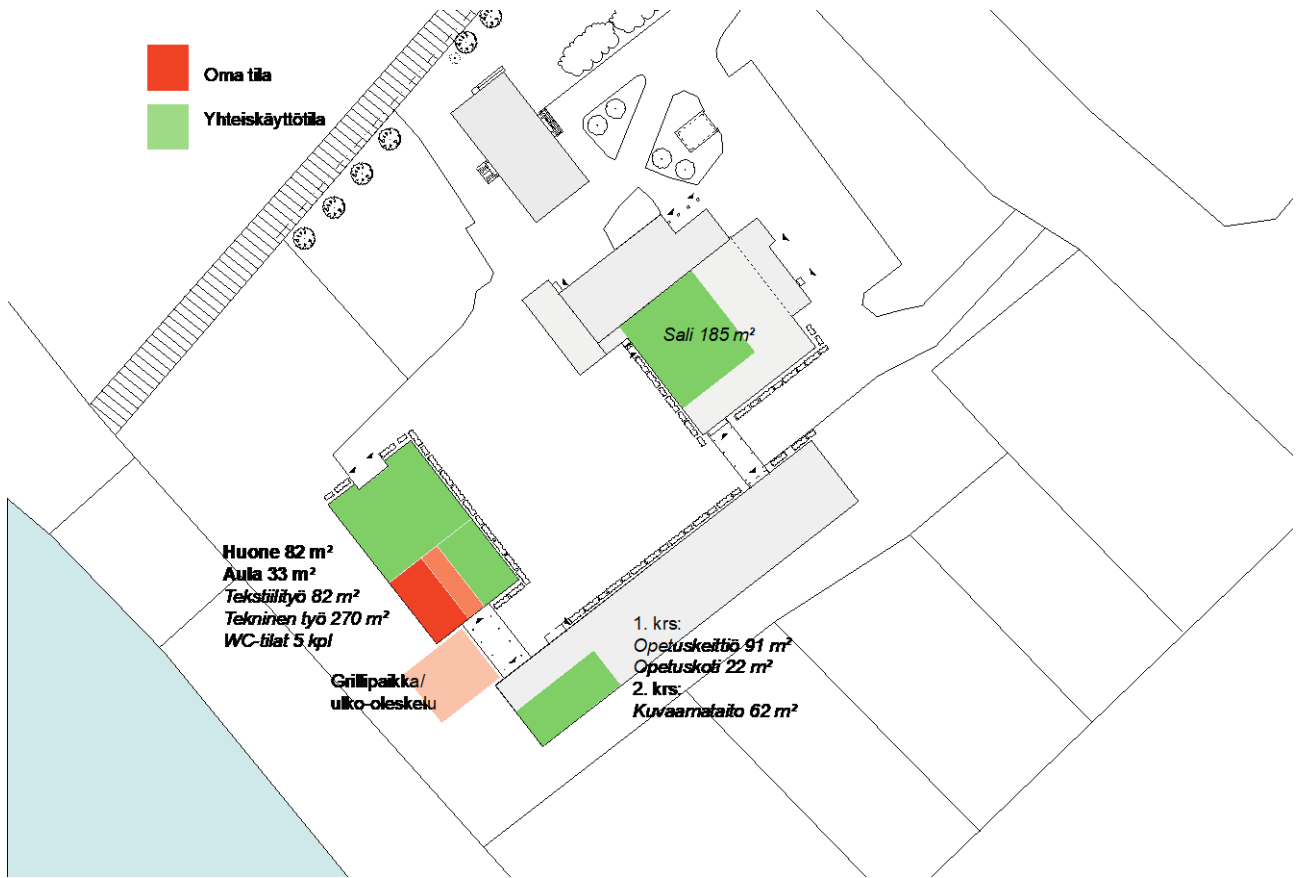 Oma tila
Yhteiskäyttötila
Sali 185 m²
Huone 82 m²
Aula 33 m²
Tekstiilityö 82 m²
Tekninen työ 270 m²
WC-tilat 5 kpl
Grillipaikka/
ulko-oleskelu
1. krs:
Opetuskeittiö 91 m²
Opetuskoti 22 m²
2. krs:
Kuvaamataito 62 m²